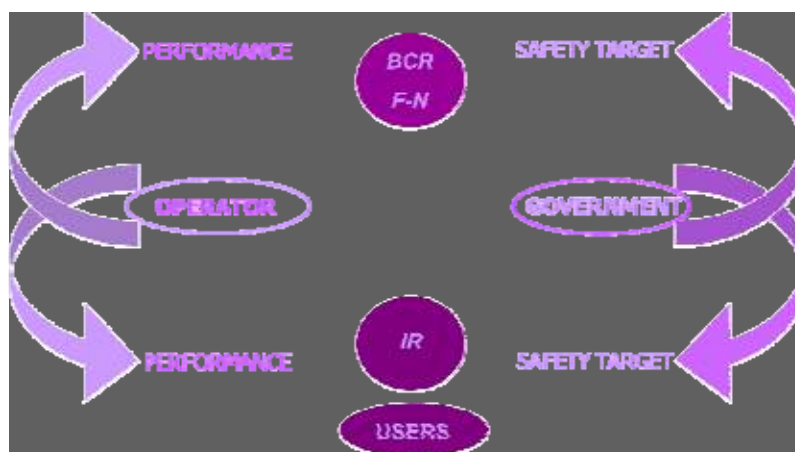 PERFORMANCE
BCR
F-N
SAFETY TARGET
OPERATOR
GOVERNMENT
PERFORMANCE
IR
SAFETY TARGET
USERS